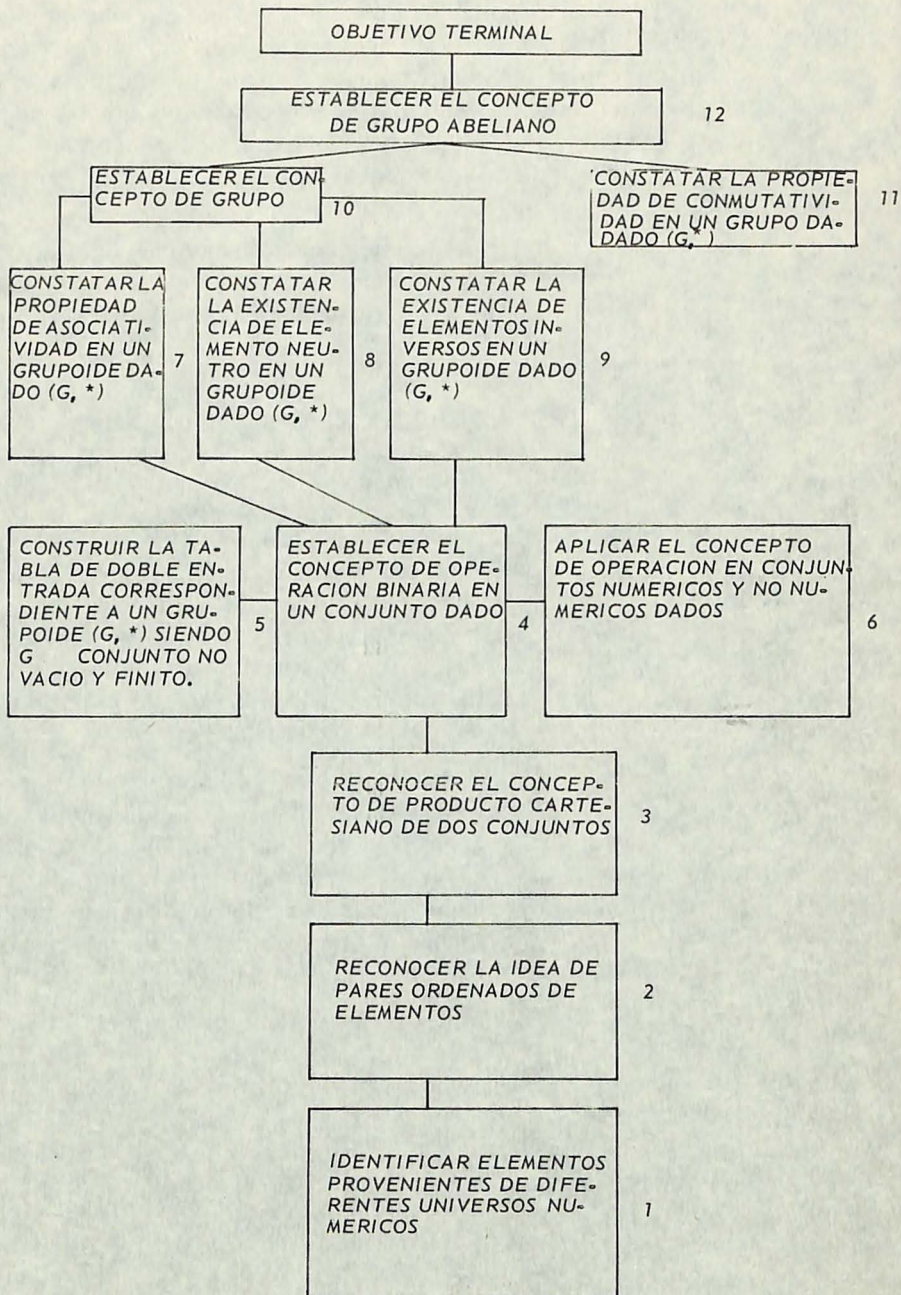 OBJETIVO TERMINAL
ESTABLECER EL CONCEPTO
DE GRUPO ABELIANO
12
ESTABLECER EL CON-
CEPTO DE GRUPO
10
CONSTATAR LA PROPIE-
DAD DE CONMUTATIVI-
DAD EN UN GRUPO DA-
DADO (G,*)
11
CONSTATAR LA
PROPIEDAD
DE ASOCIATI-
VIDAD EN UN
GRUPOIDE DA-
DO (G, *)
7
CONSTATAR
LA EXISTEN-
CIA DE ELE-
MENTO NEU-
TRO EN UN
GRUPOIDE
DADO (G, *)
8
CONSTATAR LA
EXISTENCIA DE
ELEMENTOS IN-
VERSOS EN UN
GRUPOIDE DADO
(G, *)
9
CONSTRUIR LA TA-
BLA DE DOBLE EN-
TRADA CORRESPON-
DIENTE A UN GRU-
POIDE (G, *) SIENDO
G CONJUNTO NO
VACIO Y FINITO.
5
ESTABLECER EL
CONCEPTO DE OPE-
RACION BINARIA EN
UN CONJUNTO DADO
4
APLICAR EL CONCEPTO
DE OPERACION EN CONJUN-
TOS NUMERICOS Y NO NU-
MERICOS DADOS
6
RECONOCER EL CONCEP-
TO DE PRODUCTO CARTE-
SIANO DE DOS CONJUNTOS
3
RECONOCER LA IDEA DE
PARES ORDENADOS DE
ELEMENTOS
2
IDENTIFICAR ELEMENTOS
PROVENIENTES DE DIFE-
RENTES UNIVERSOS NU-
MERICOS
1